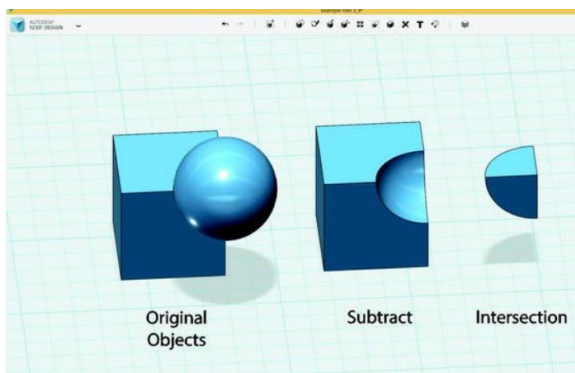 AUTODESK®
123D® DESIGN
T
Original
Objects
Subtract
Intersection